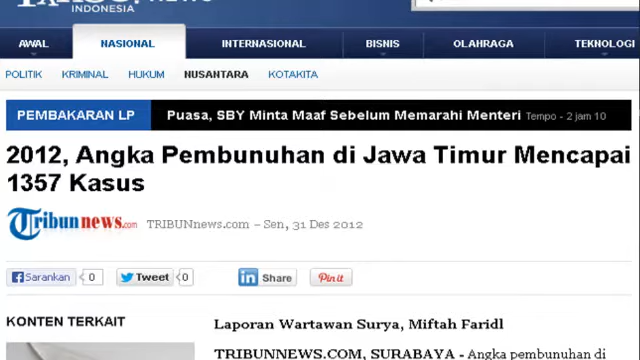 INDONESIA
AWAL NASIONAL INTERNASIONAL BISNIS OLAHRAGA TEKNOLOGI
POLITIK KRIMINAL HUKUM NUSANTARA KOTAKITA
PEMBAKARAN LP Puasa, SBY Minta Maaf Sebelum Memarahi Menteri Tempo - 2 jam 10
2012, Angka Pembunuhan di Jawa Timur Mencapai
1357 Kasus
Tribunnews.com TRIBUNnews.com – Sen, 31 Des 2012
Sarankan 0 Tweet 0 in Share Pin it
KONTEN TERKAIT
Laporan Wartawan Surya, Miftah Faridl
TRIBUNNEWS.COM, SURABAYA - Angka pembunuhan di